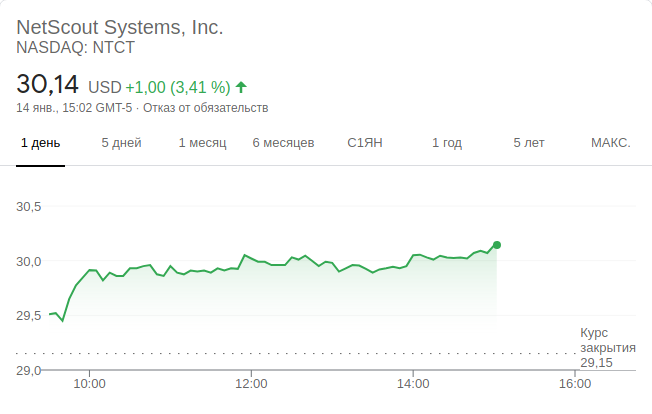 NetScout Systems, Inc.
NASDAQ: NTCT
30,14 USD +1,00 (3,41 %)
14 янв., 15:02 GMT-5 · Отказ от обязательств
1 день 5 дней 1 месяц 6 месяцев С1ЯН 1 год 5 лет МАКС.
30,5
30,0
29,5
Курс
закрытия
29,15
29,0
10:00 12:00 14:00 16:00